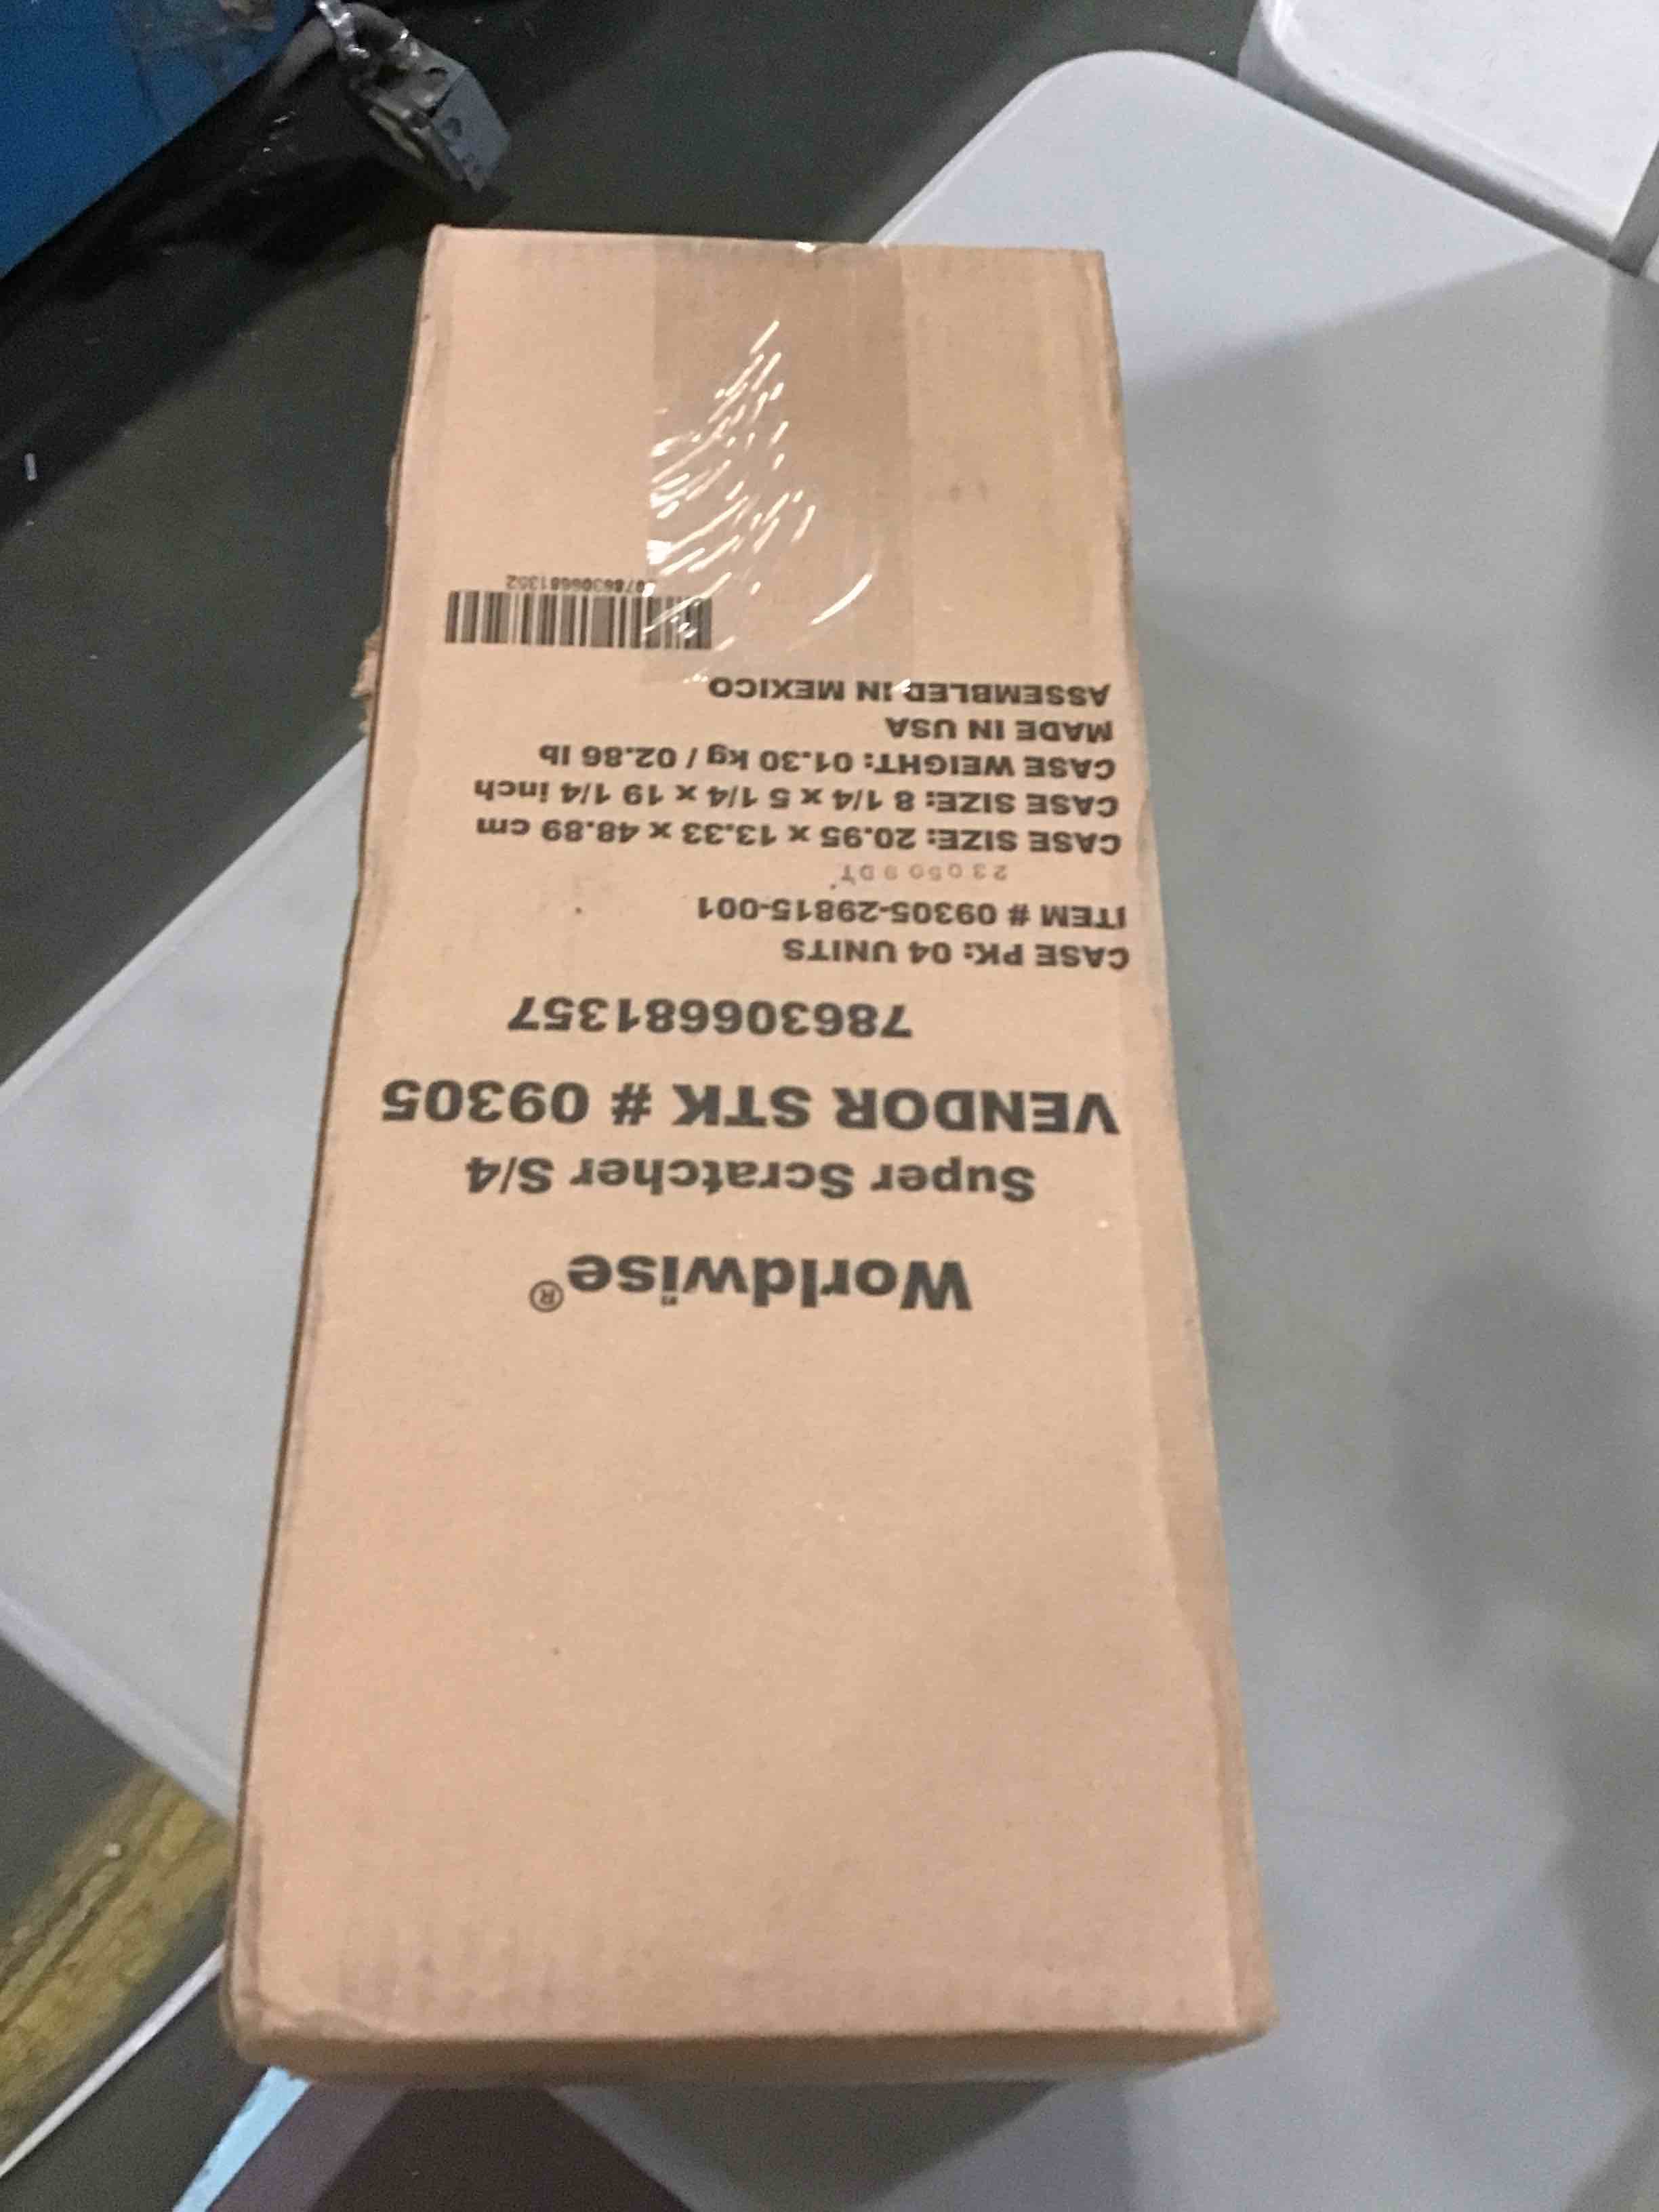 Worldwise®
Super Scratcher S/4
VENDOR STK # 09305
786306681357
CASE PK: 04 UNITS
ITEM # 09305-29815-001
230509DT
CASE SIZE: 20.95 x 13.33 x 48.89 cm
CASE SIZE: 8 1/4 x 5 1/4 x 19 1/4 inch
CASE WEIGHT: 01.30 kg / 02.86 lb
MADE IN USA
ASSEMBLED IN MEXICO